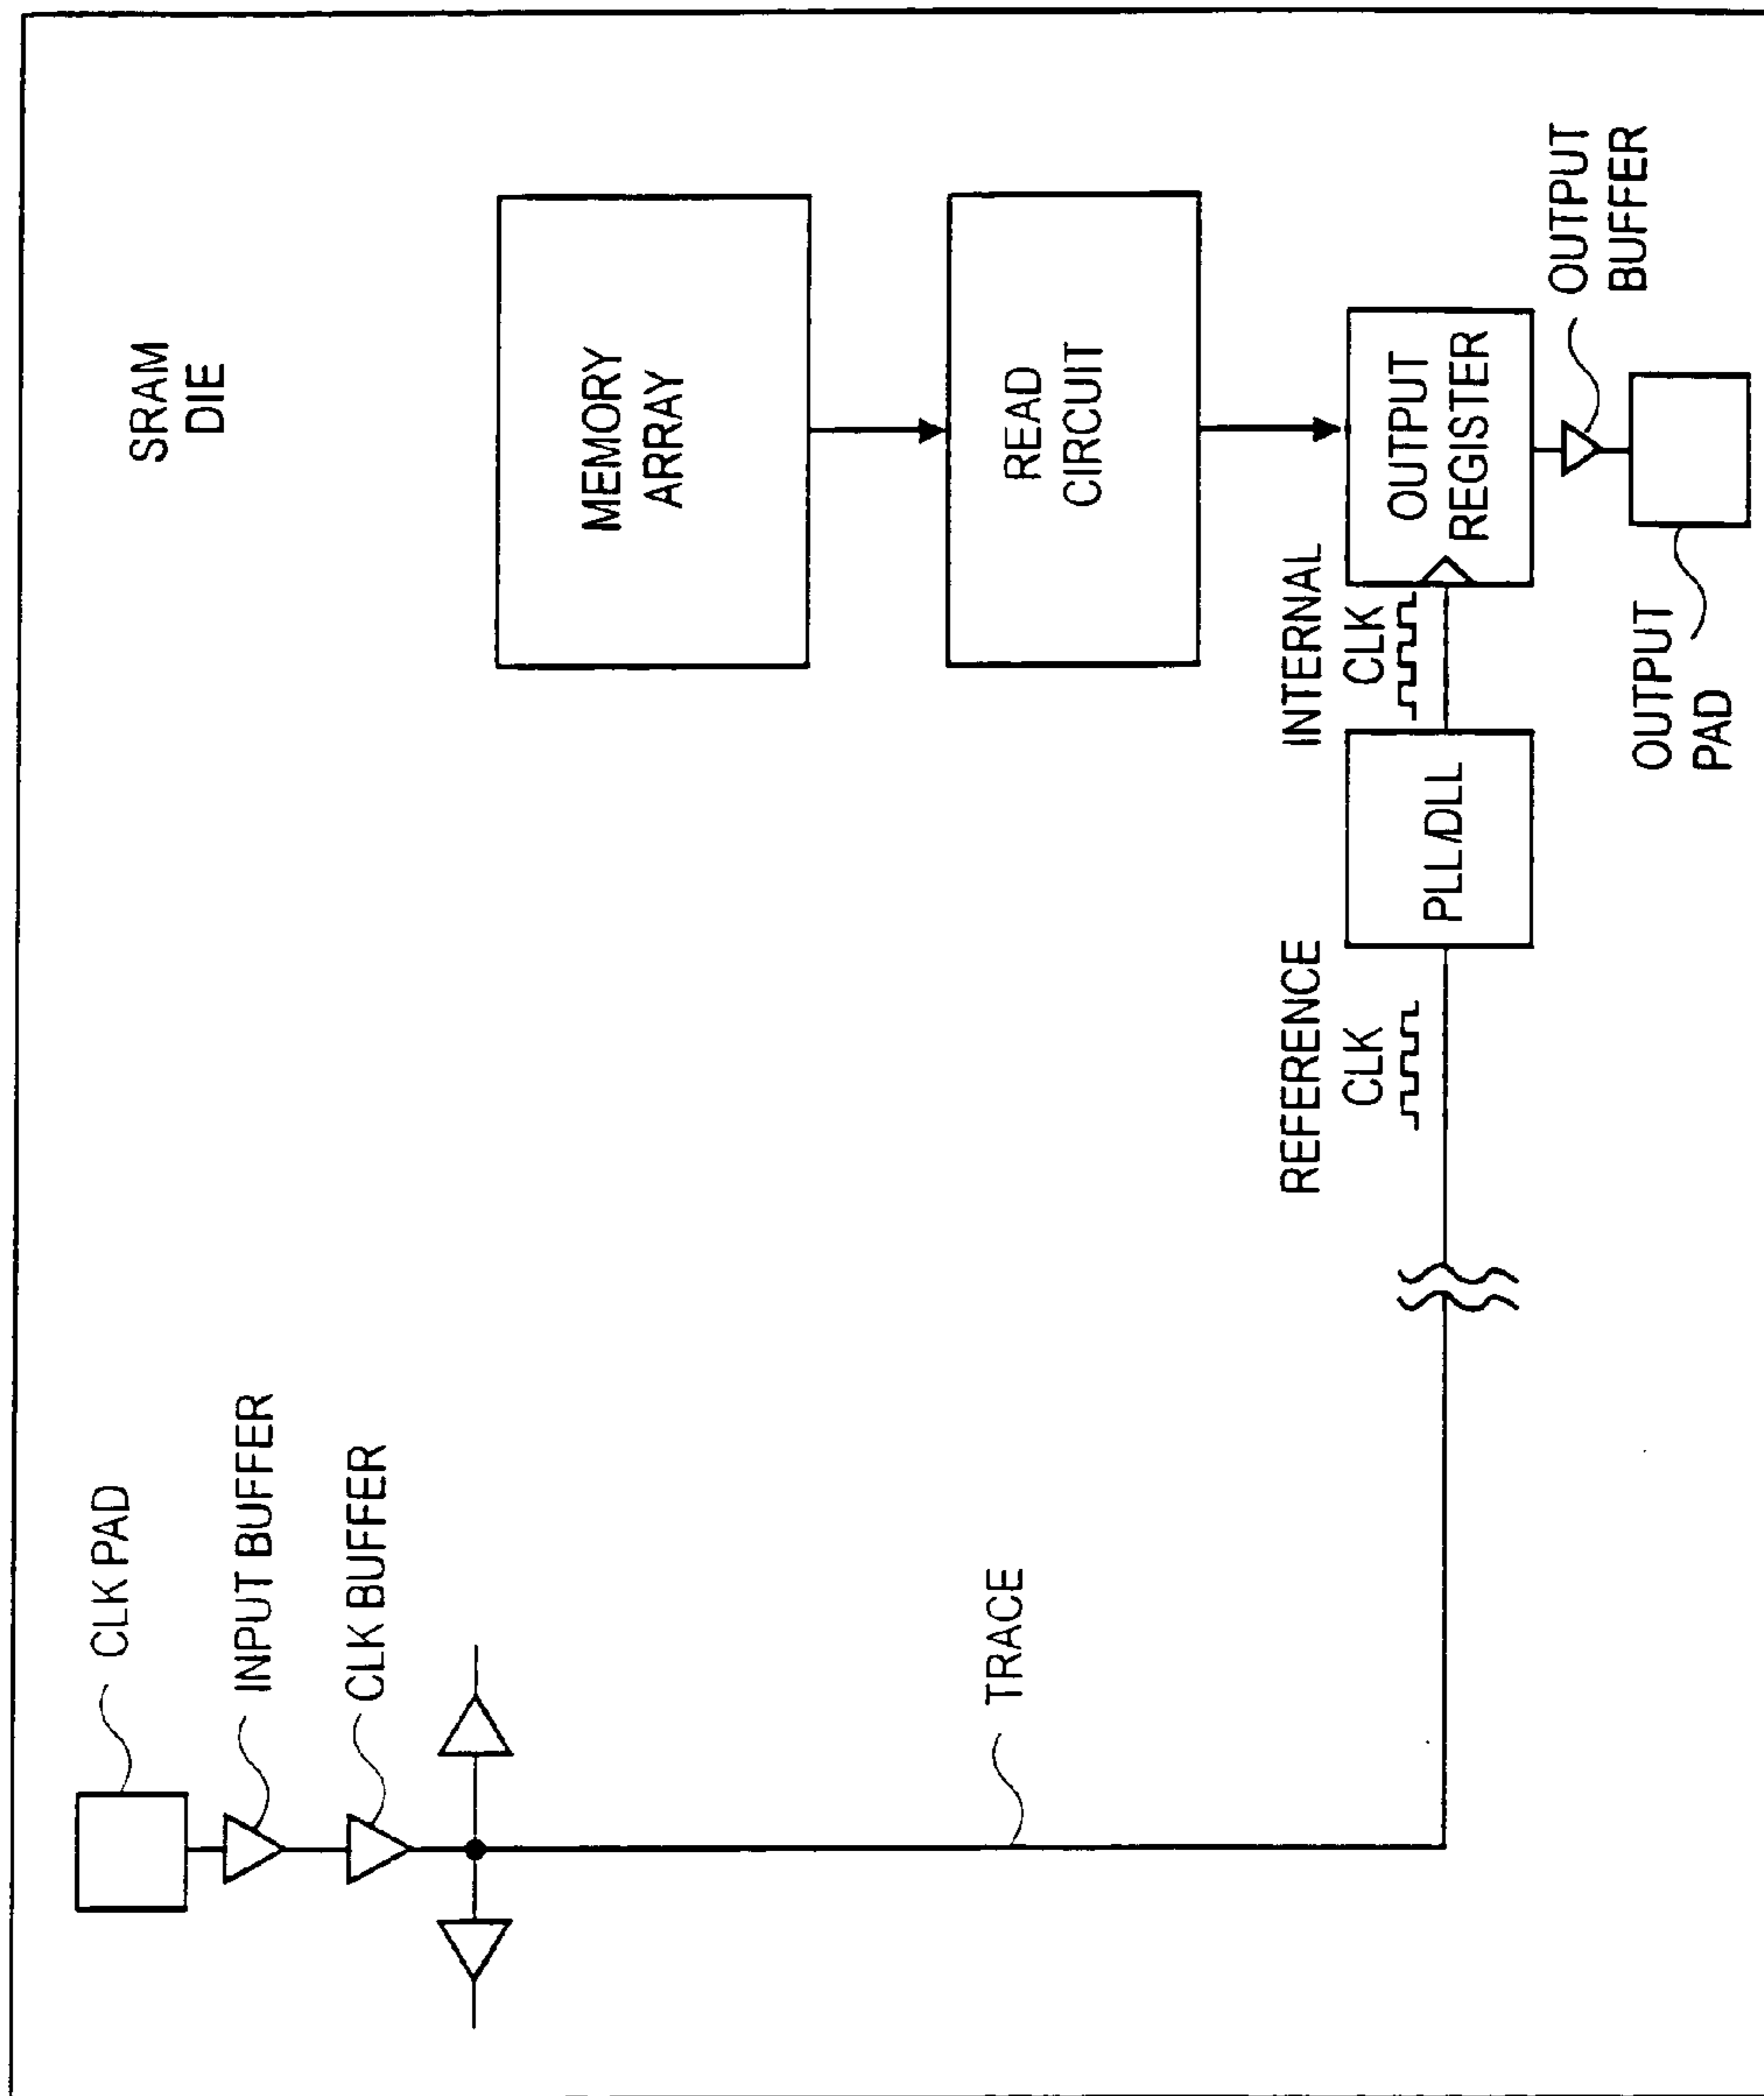 SRAM
DIE
CLK PAD
INPUT BUFFER
CLK BUFFER
TRACE
MEMORY
ARRAY
READ
CIRCUIT
REFERENCE
CLK
INTERNAL
CLK
PLL/DLL
OUTPUT
REGISTER
OUTPUT
BUFFER
OUTPUT
PAD